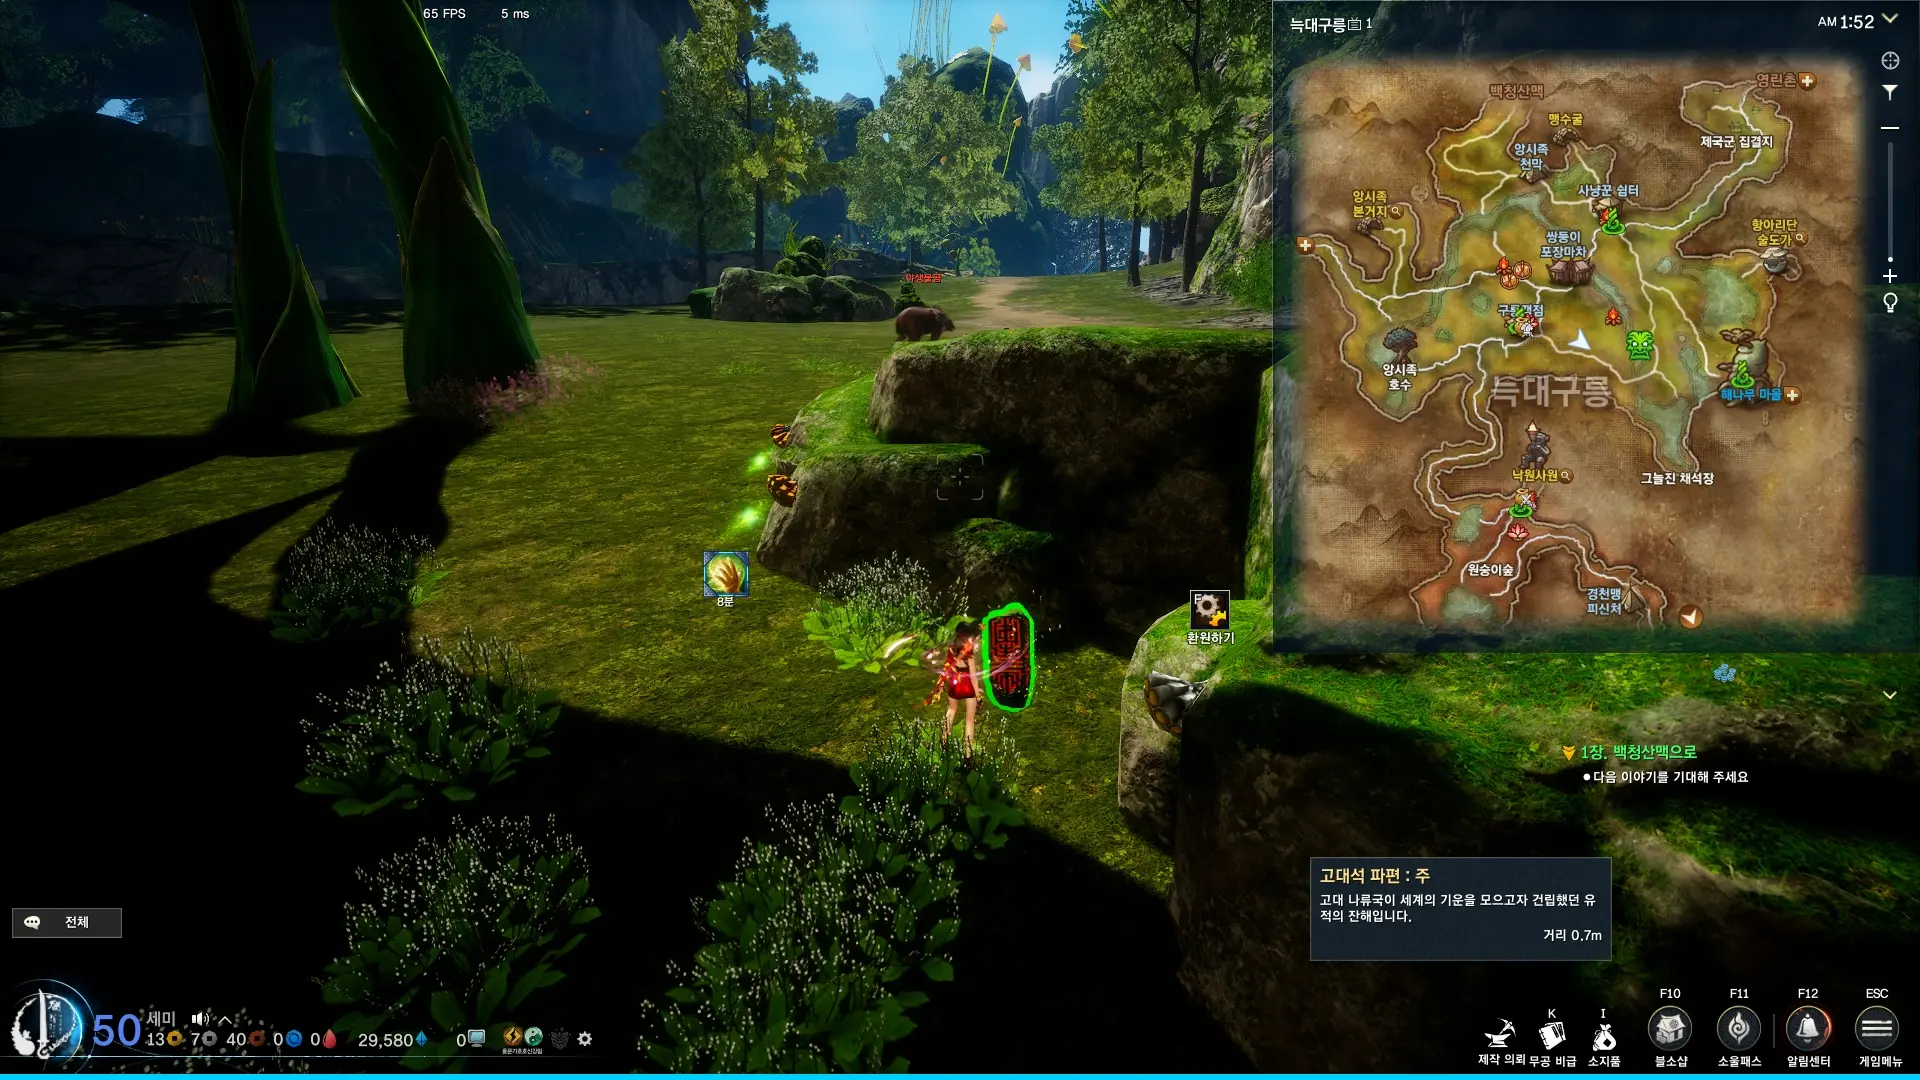 65 FPS 5 ms
늑대구릉 1
AM 1:52
백청산맥
영린촌
맹수굴
제국군 집결지
앙시족
천막
사냥꾼 쉼터
앙시족
본거지
항아리단
술도가
쌍둥이
포장마차
구릉객점
앙시족
호수
늑대구릉
해나무 마을
낙원사원
그늘진 채석장
원숭이숲
경천맹
피신처
야생물곰
8분
F
환원하기
1장. 백청산맥으로
다음 이야기를 기대해 주세요
고대석 파편 : 주
고대 나류국이 세계의 기운을 모으고자 건립했던 유
적의 잔해입니다.
거리 0.7m
전체
50 세미
13 7 40 0 0 29,580 0
K I F10 F11 F12 ESC
제작 의뢰 무공 비급 소지품 블소샵 소울패스 알림센터 게임메뉴